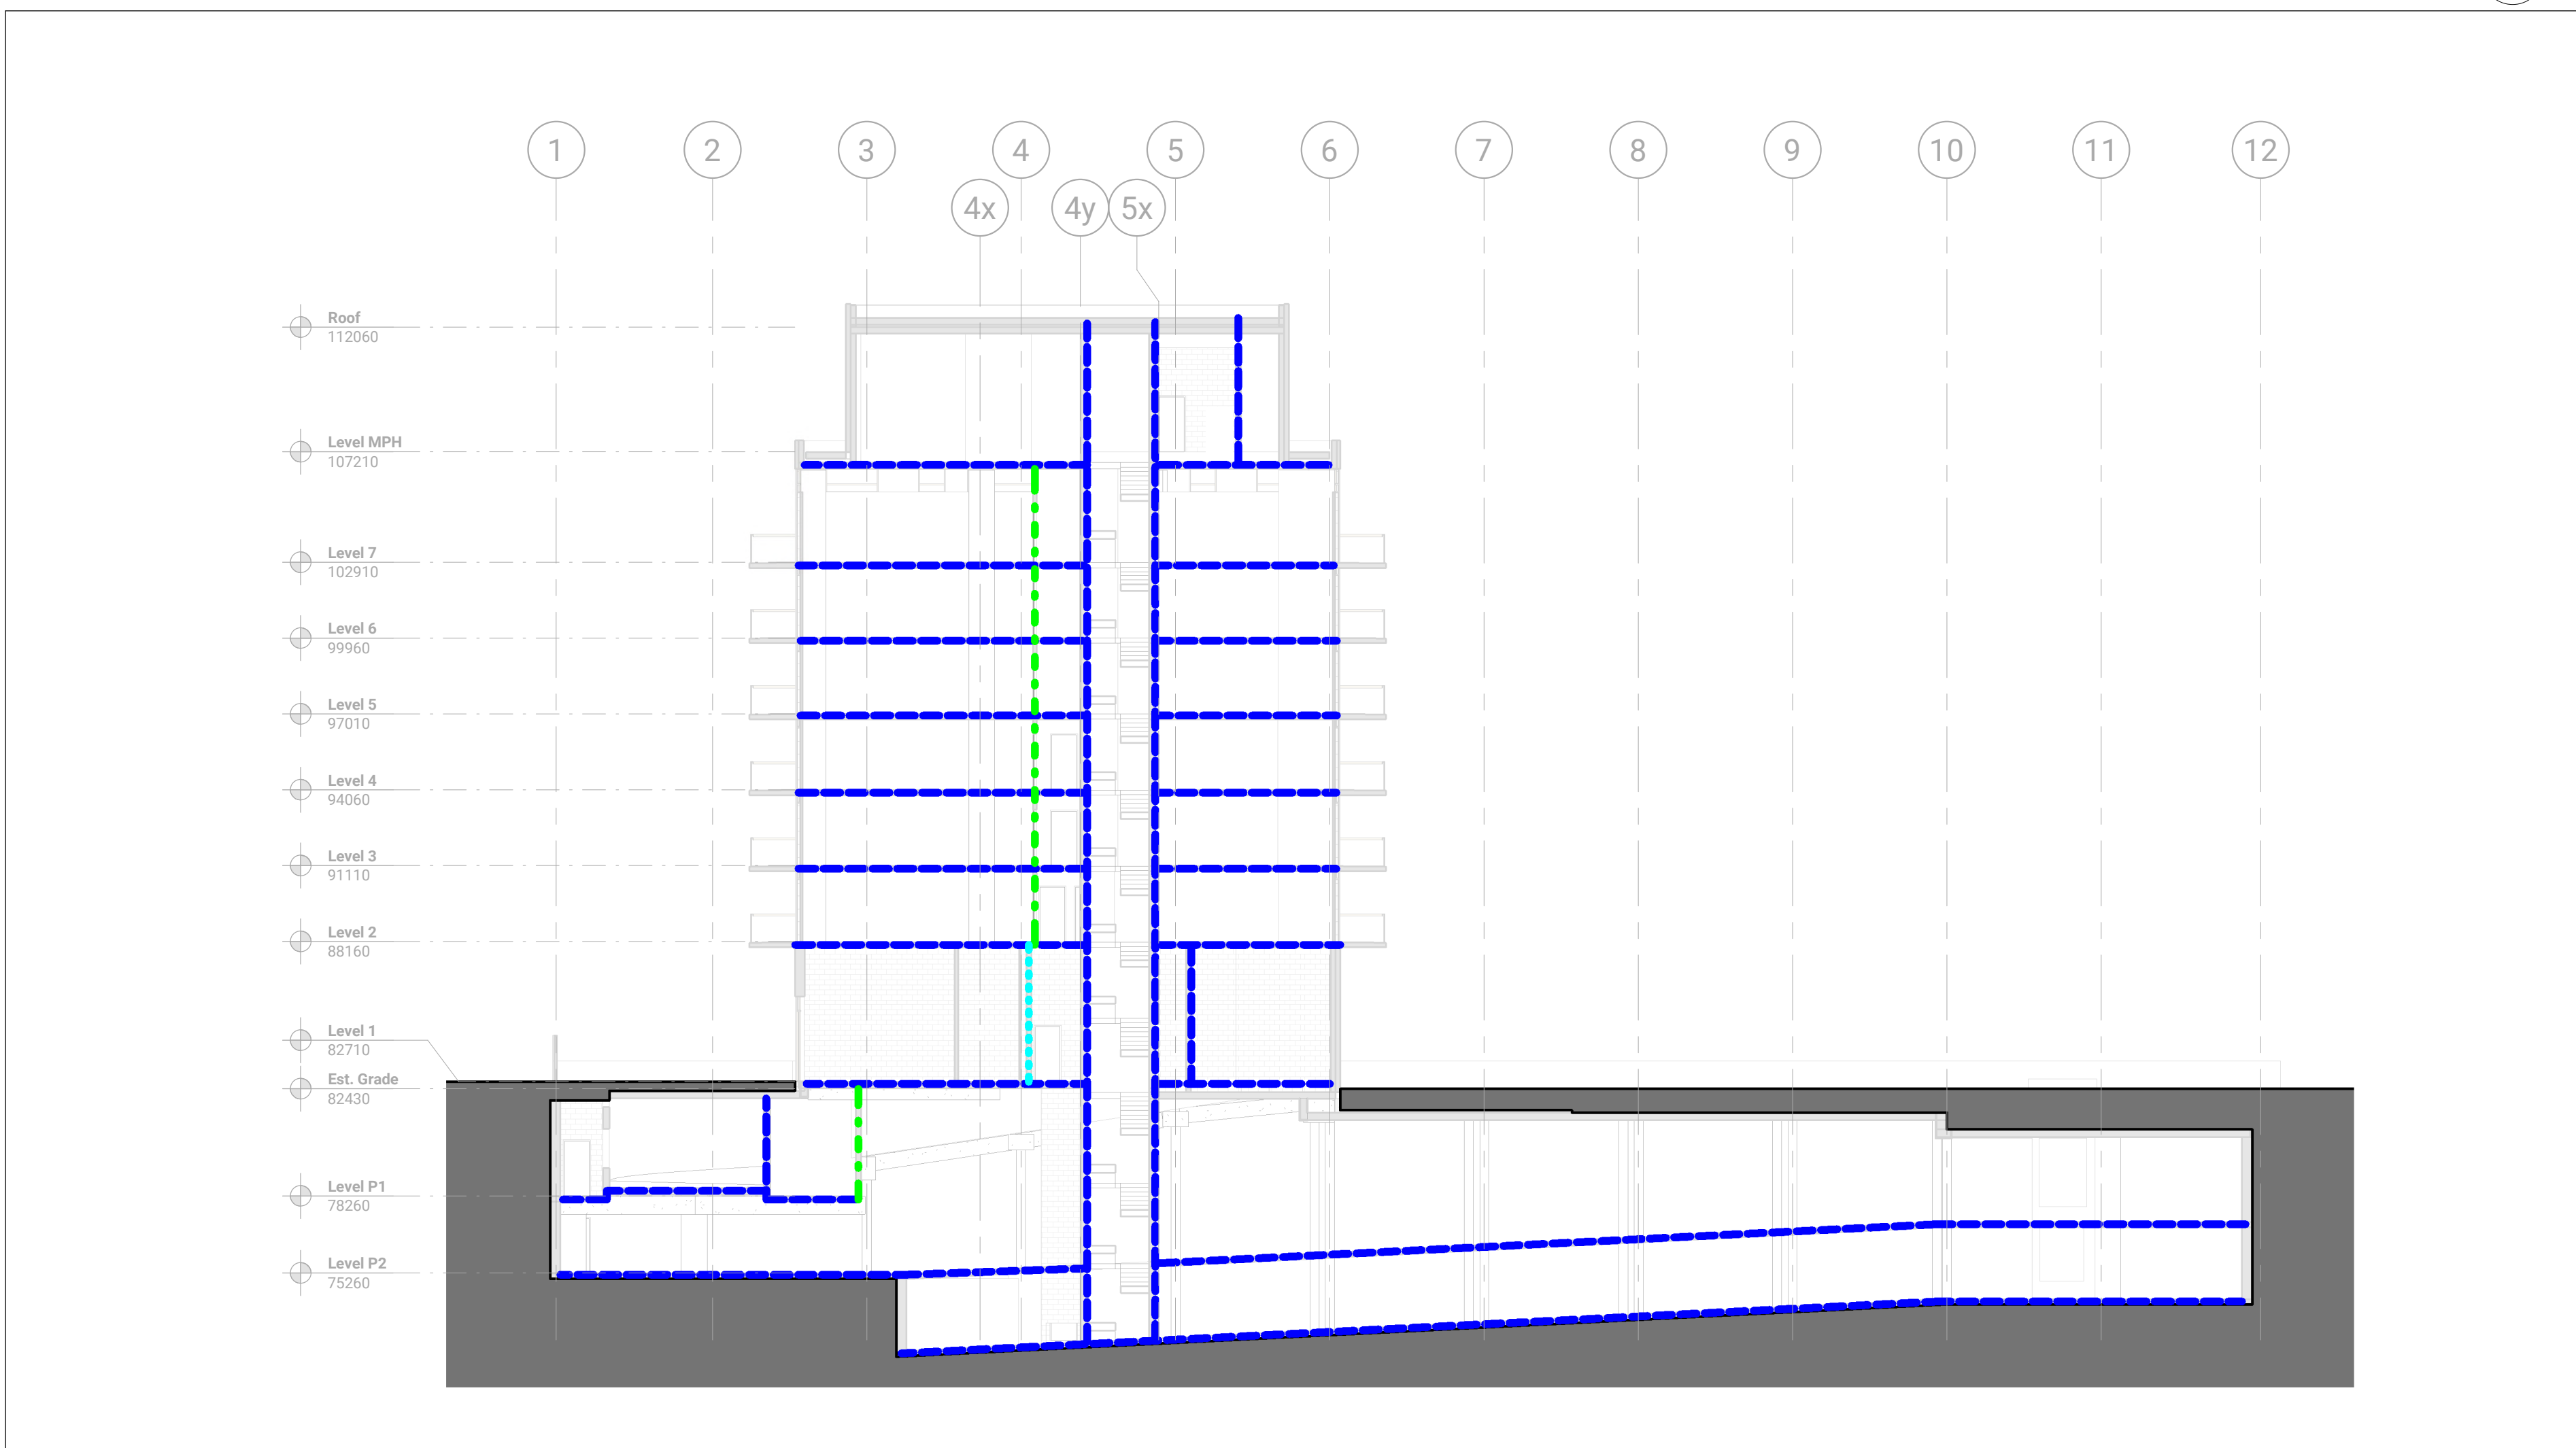 1 2 3 4 5 6 7 8 9 10 11 12
4x 4y 5x
Roof
112060
Level MPH
107210
Level 7
102910
Level 6
99960
Level 5
97010
Level 4
94060
Level 3
91110
Level 2
88160
Level 1
82710
Est. Grade
82430
Level P1
78260
Level P2
75260